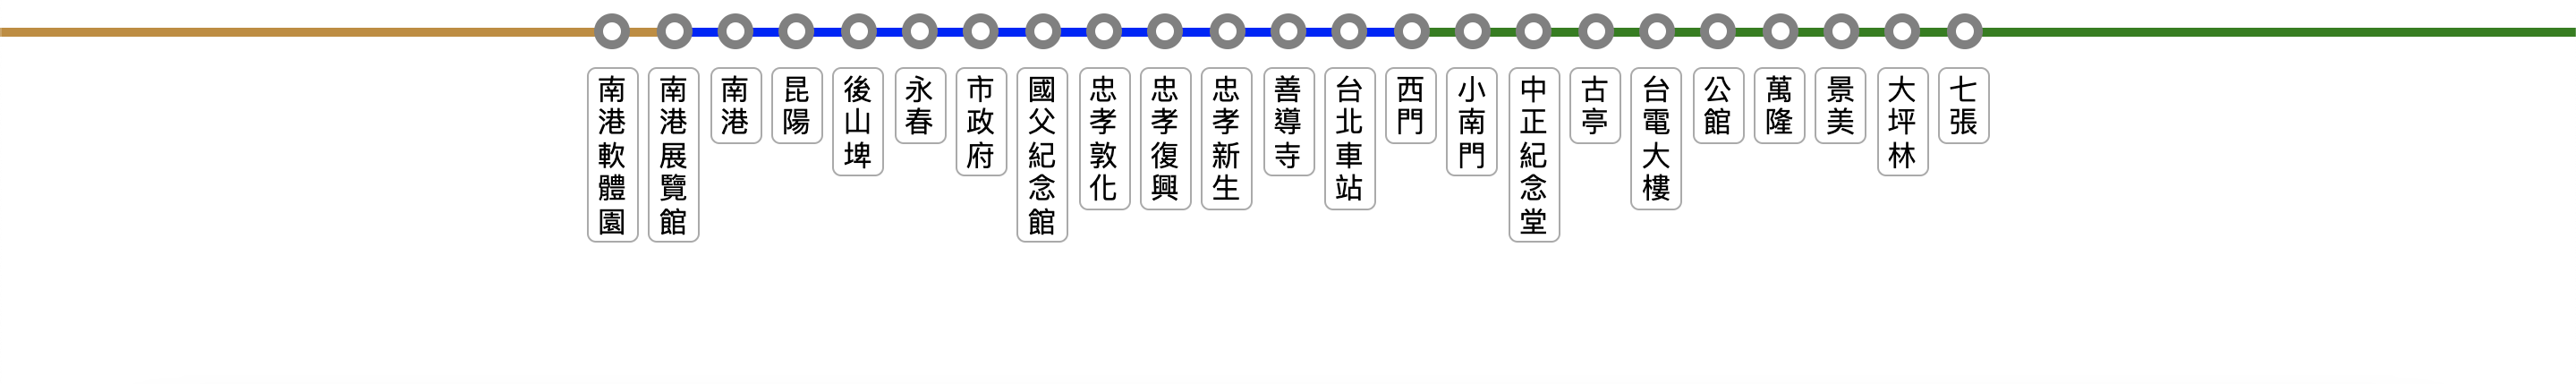 南港軟體園
南港展覽館
南港
昆陽
後山埤
永春
市政府
國父紀念館
忠孝敦化
忠孝復興
忠孝新生
善導寺
台北車站
西門
小南門
中正紀念堂
古亭
台電大樓
公館
萬隆
景美
大坪林
七張